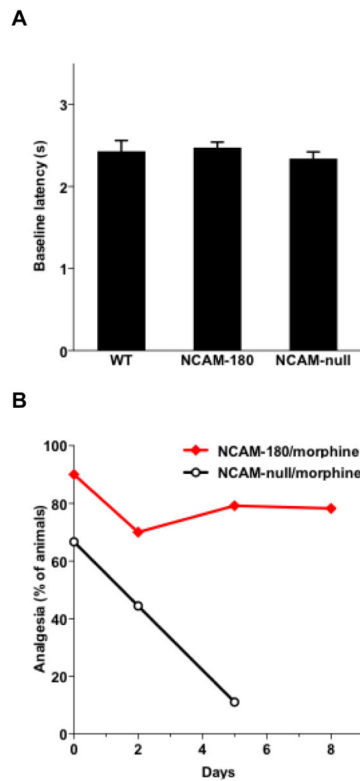 A
Baseline latency (s)
3
2
1
0
WT NCAM-180 NCAM-null
B
Analgesia (% of animals)
100
80
60
40
20
0
NCAM-180/morphine
NCAM-null/morphine
0 2 4 6 8
Days